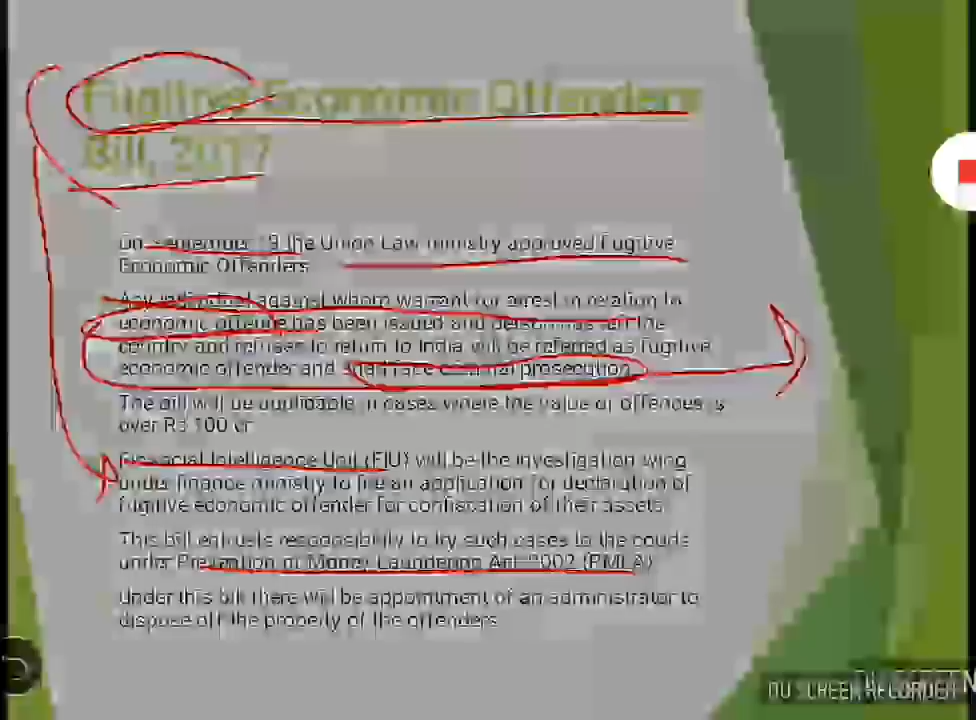 Fugitive Economic Offenders
Bill, 2017
On September 19 the Union Law ministry approved Fugitive
Economic Offenders
Any individual against whom warrant for arrest in relation to
economic offence has been issued and person has left the
country and refuses to return to India will be referred as fugitive
economic offender and shall face criminal prosecution
The bill will be applicable in cases where the value of offences is
over Rs 100 cr
Financial Intelligence Unit (FIU) will be the investigation wing
under finance ministry to file an application for declaration of
fugitive economic offender for confiscation of their assets
This bill entrusts responsibility to try such cases to the courts
under Prevention of Money Laundering Act 2002 (PMLA)
Under this bill there will be appointment of an administrator to
dispose off the property of the offenders
DU SCREEN RECORDER